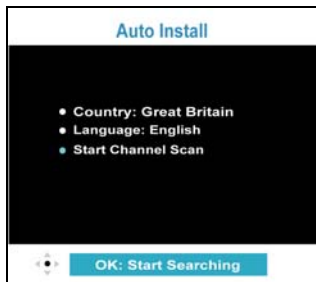 Auto Install
Country: Great Britain
Language: English
Start Channel Scan
OK: Start Searching